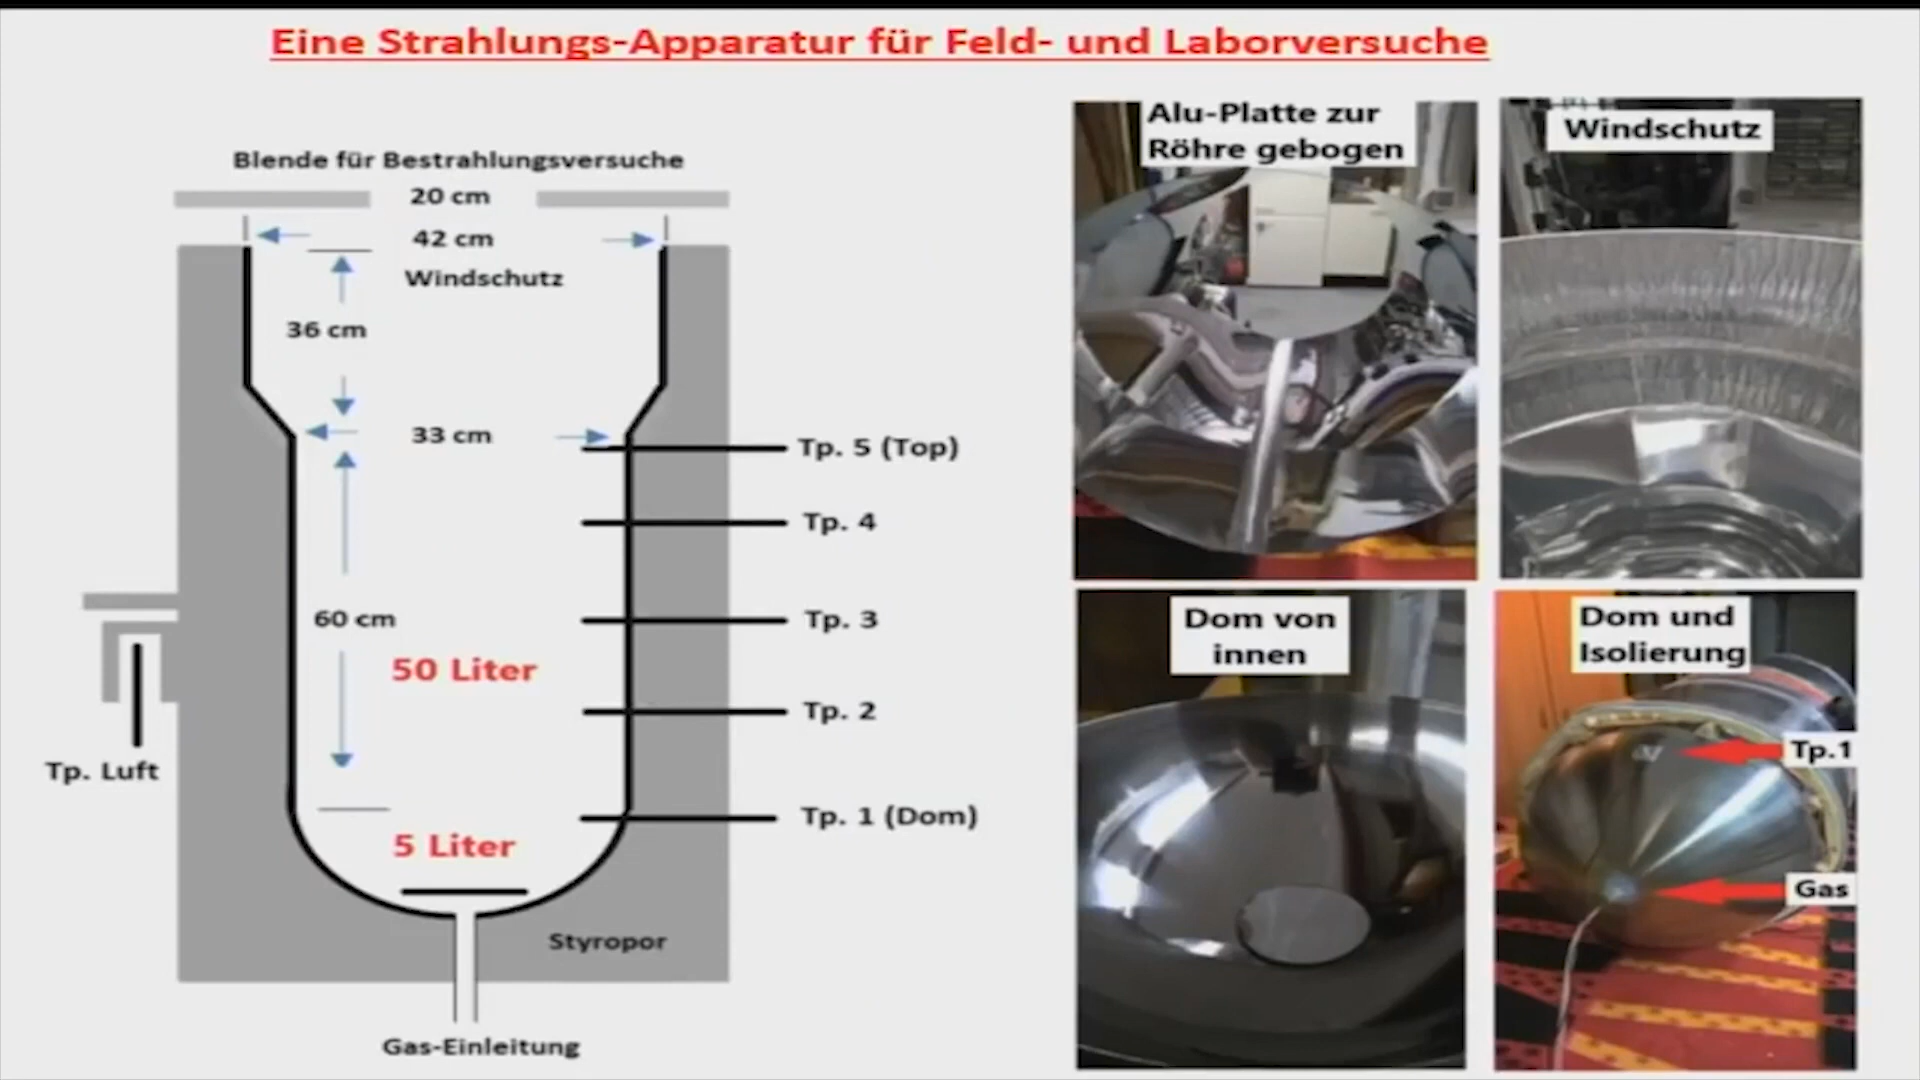 Eine Strahlungs-Apparatur für Feld- und Laborversuche
Blende für Bestrahlungsversuche
20 cm
42 cm
Windschutz
36 cm
33 cm
Tp. 5 (Top)
Tp. 4
60 cm
Tp. 3
50 Liter
Tp. 2
Tp. Luft
Tp. 1 (Dom)
5 Liter
Styropor
Gas-Einleitung
Alu-Platte zur
Röhre gebogen
Windschutz
Dom von
innen
Dom und
Isolierung
Tp.1
Gas